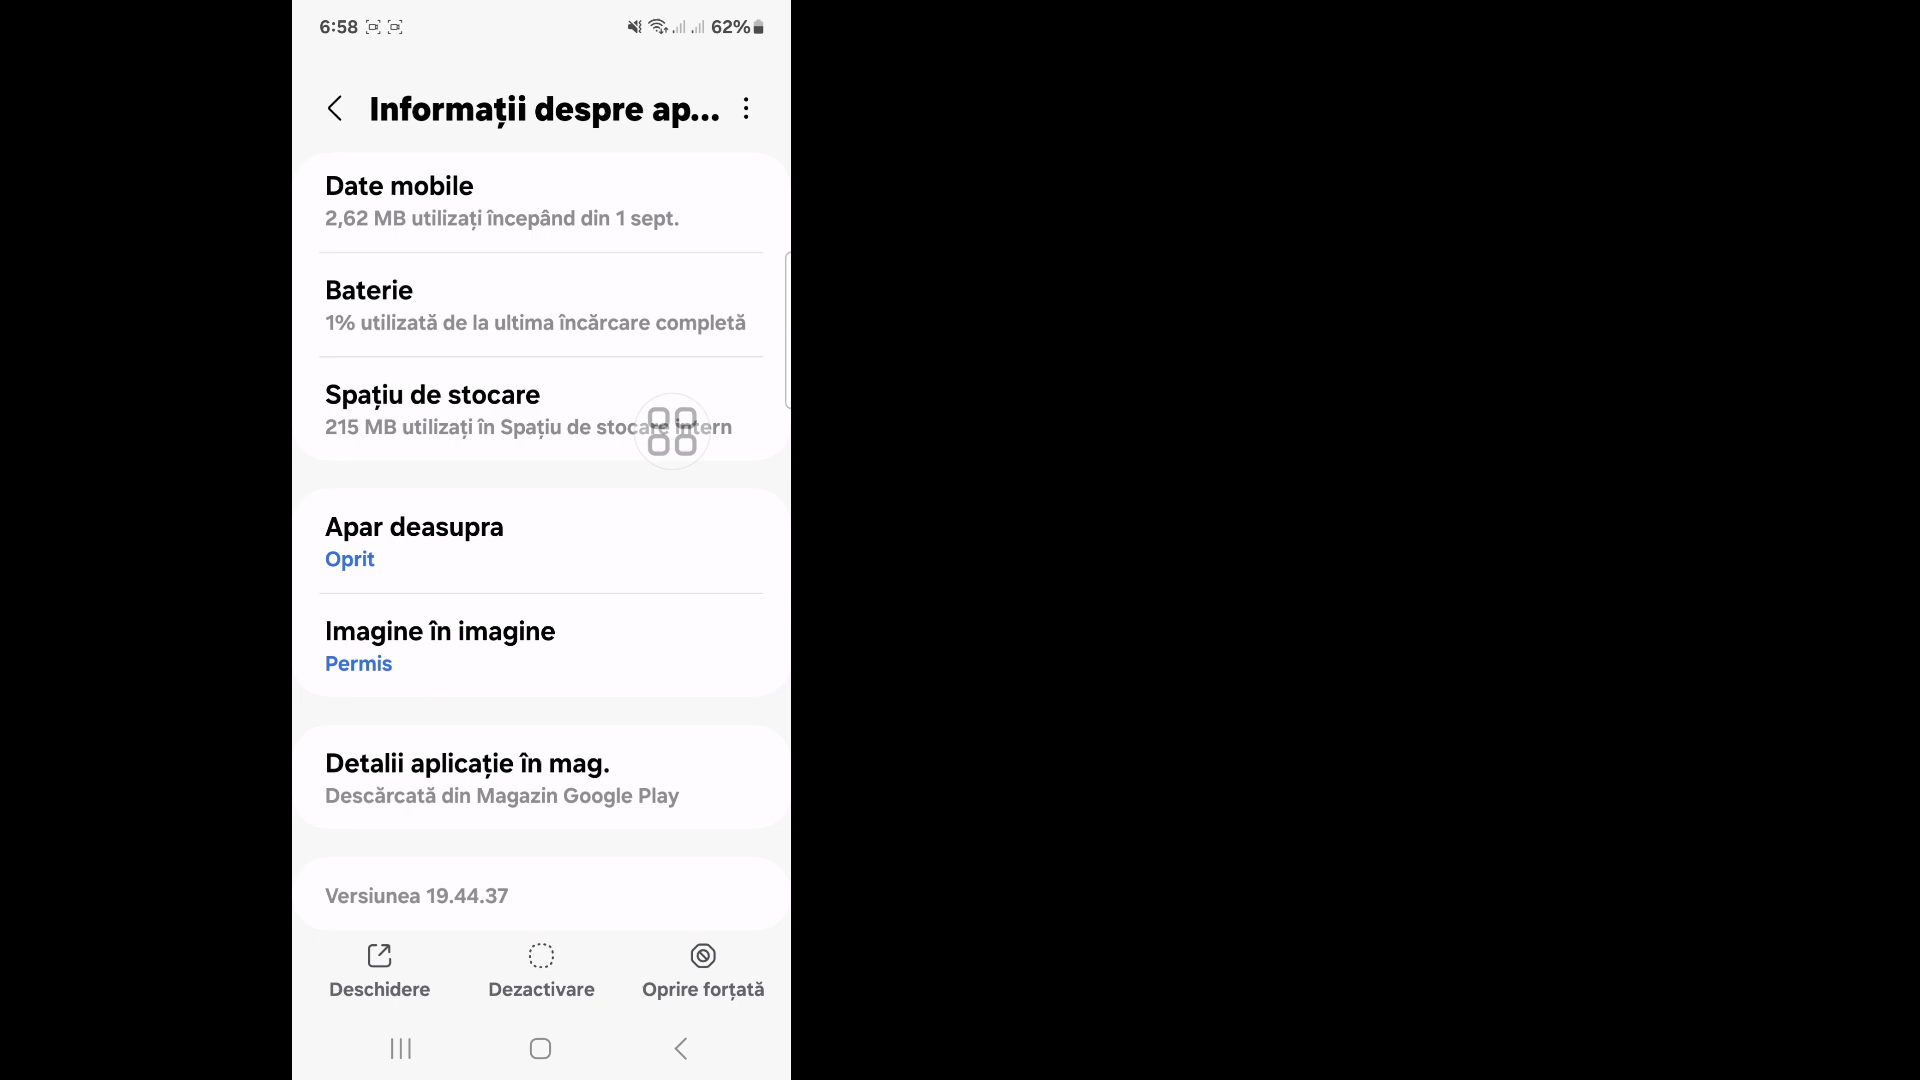 6:58 62%
Informații despre ap...
Date mobile
2,62 MB utilizați începând din 1 sept.
Baterie
1% utilizată de la ultima încărcare completă
Spațiu de stocare
215 MB utilizați în Spațiu de stocare intern
Apar deasupra
Oprit
Imagine în imagine
Permis
Detalii aplicație în mag.
Descărcată din Magazin Google Play
Versiunea 19.44.37
Deschidere Dezactivare Oprire forțată